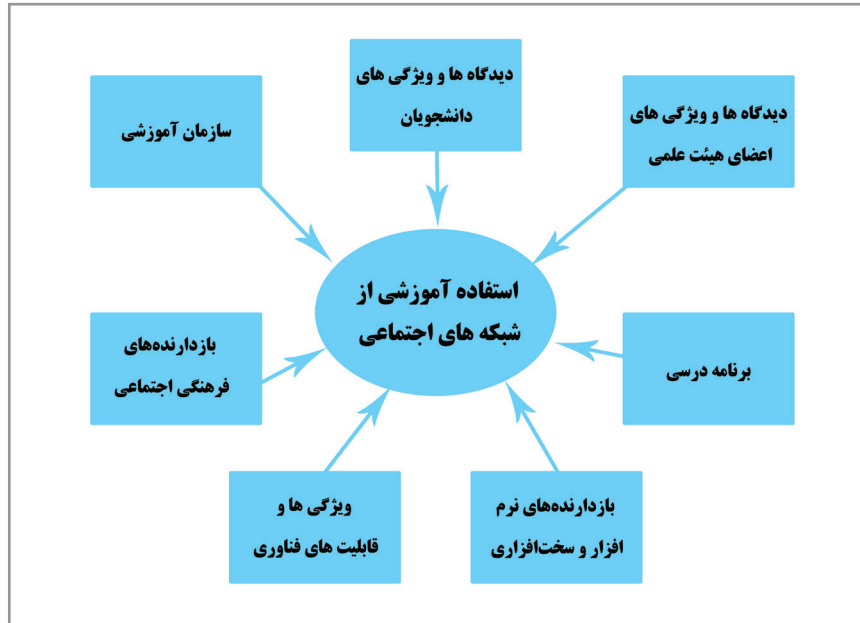 دیدگاه ها و ویژگی های
دانشجویان
دیدگاه ها و ویژگی های
اعضای هیئت علمی
سازمان آموزشی
استفاده آموزشی از
شبکه های اجتماعی
برنامه درسی
بازدارنده‌های
فرهنگی اجتماعی
بازدارنده‌های نرم
افزار و سخت‌افزاری
ویژگی ها و
قابلیت های فناوری